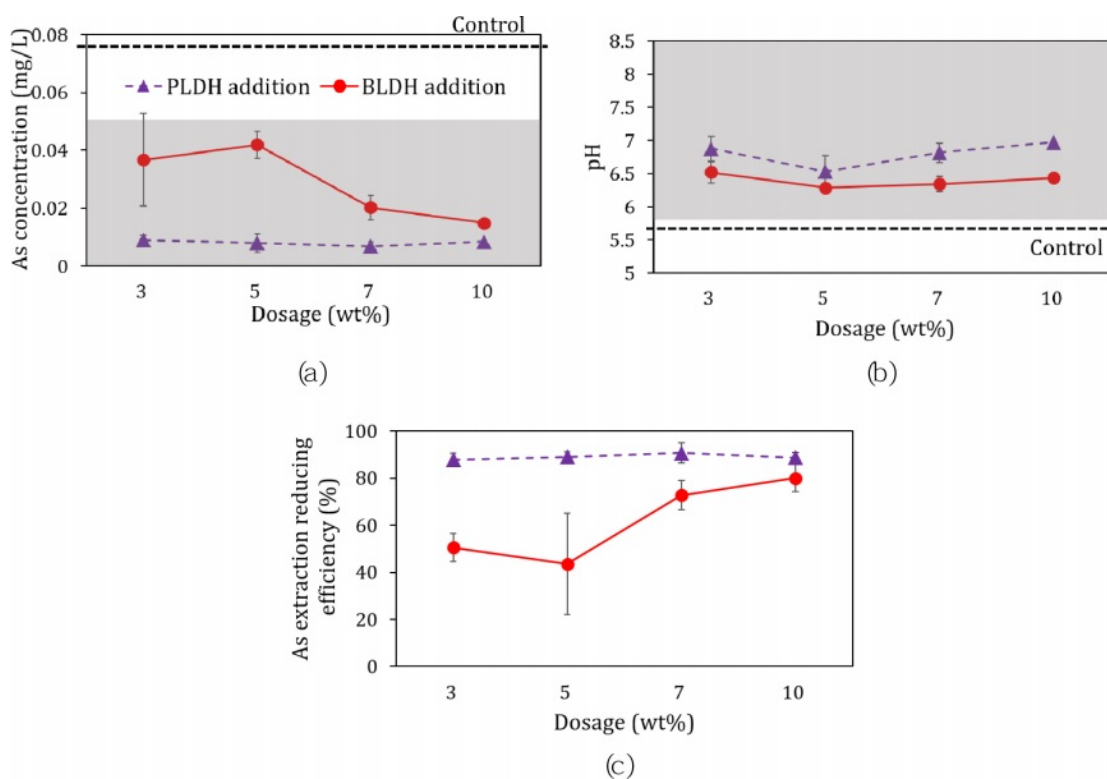 Control
0.08
0.06
0.04
0.02
0
As concentration (mg/L)
PLDH addition
BLDH addition
3
5
7
10
Dosage (wt%)
(a)
8.5
8
7.5
7
6.5
6
5.5
5
pH
Control
3
5
7
10
Dosage (wt%)
(b)
100
80
60
40
20
0
As extraction reducing
efficiency (%)
3
5
7
10
Dosage (wt%)
(c)